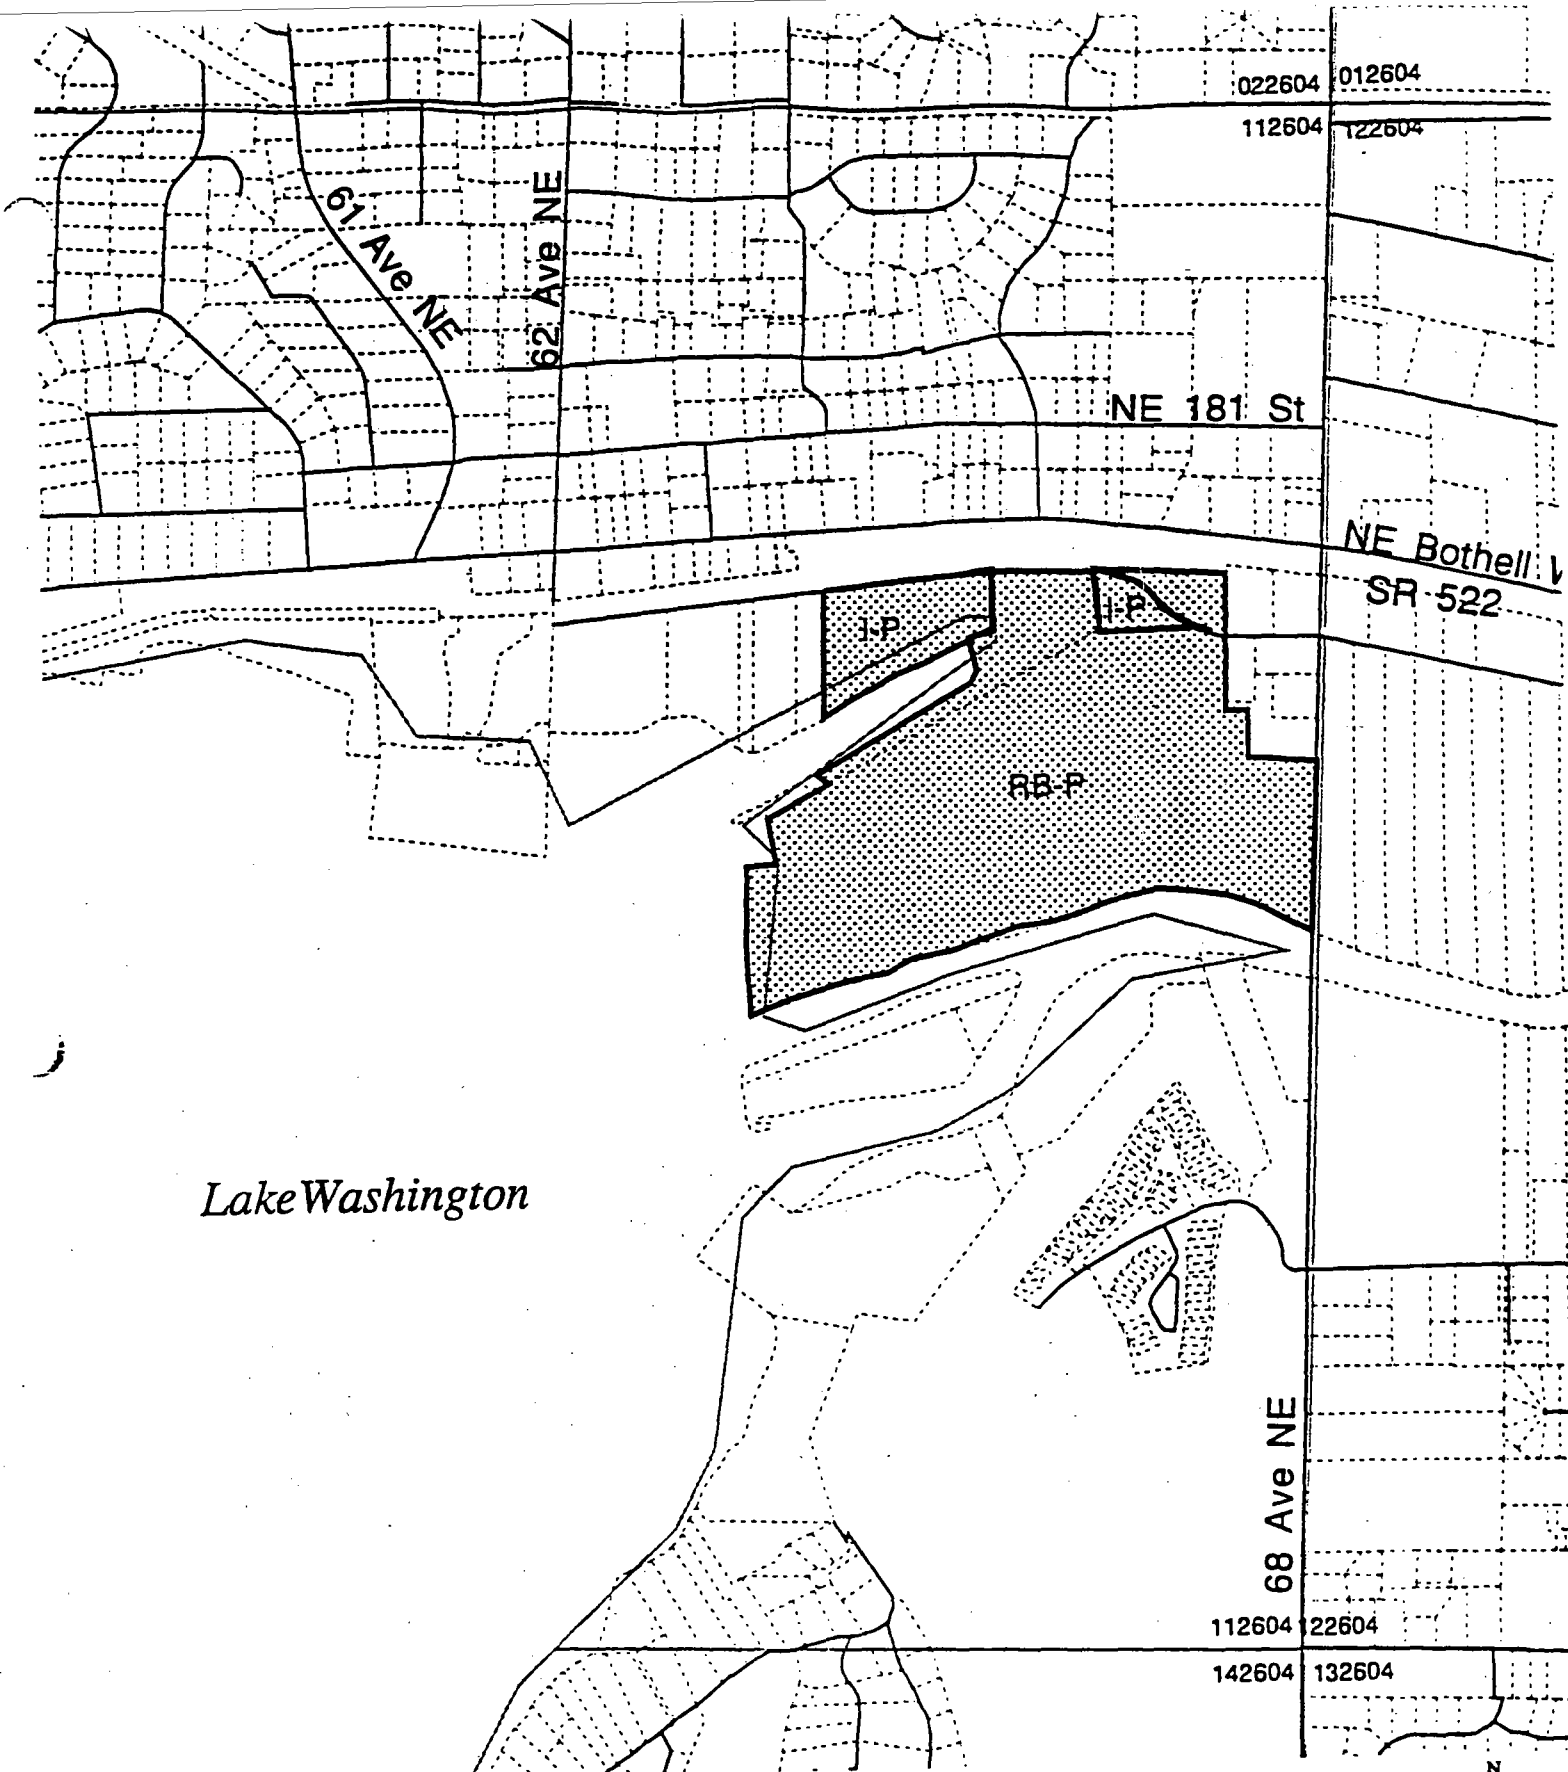 022604 012604
112604 122604
61 Ave NE
62 Ave NE
NE 181 St
NE Bothell
SR 522
I-P
I-P
RB-P
Lake Washington
68 Ave NE
112604 122604
142604 132604
N